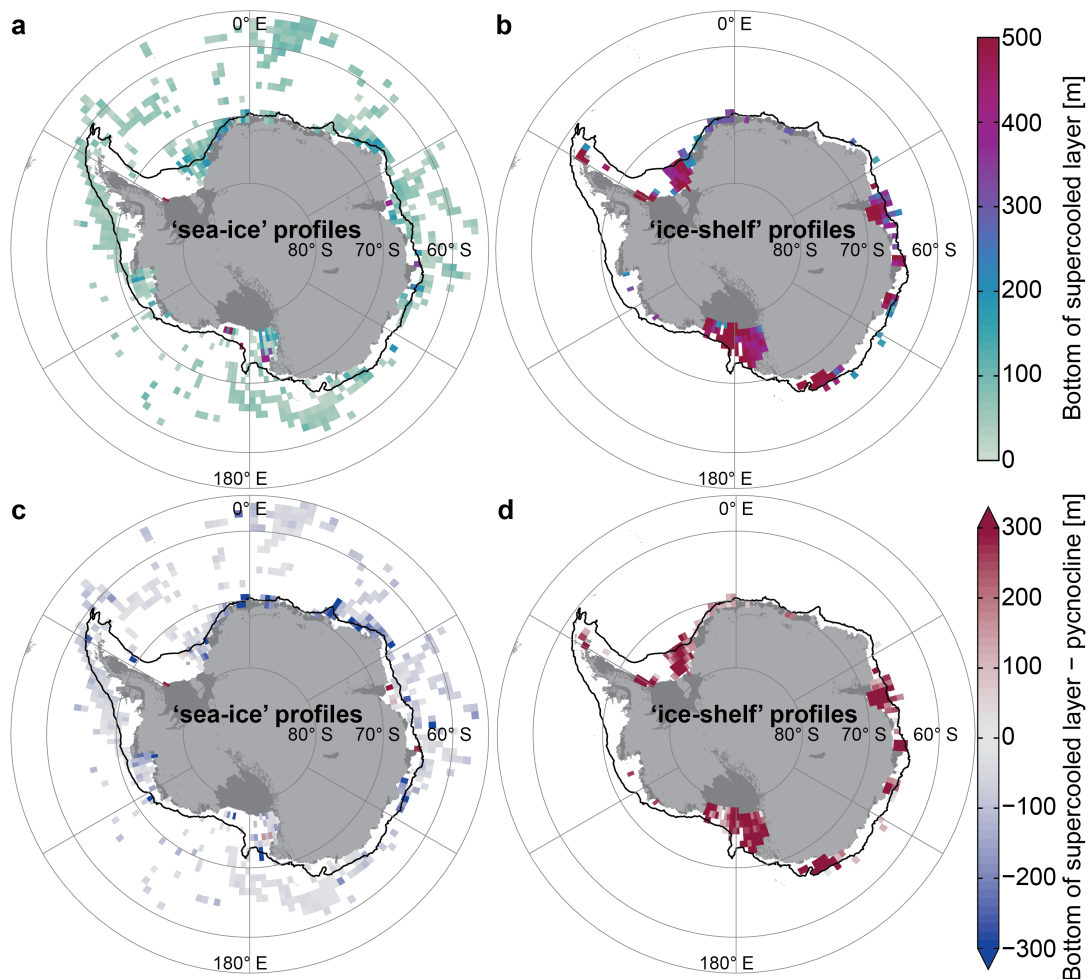 a
0° E
'sea-ice' profiles
80° S 70° S 60° S
180° E
b
0° E
'ice-shelf' profiles
80° S 70° S 60° S
180° E
500
400
300
200
100
0
Bottom of supercooled layer [m]
c
0° E
'sea-ice' profiles
80° S 70° S 60° S
180° E
d
0° E
'ice-shelf' profiles
80° S 70° S 60° S
180° E
300
200
100
0
−100
−200
−300
Bottom of supercooled layer − pycnocline [m]